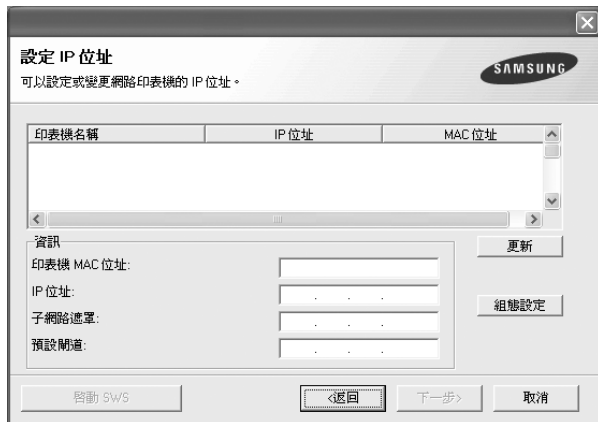 設定 IP 位址
可以設定或變更網路印表機的 IP 位址。
SAMSUNG
印表機名稱 IP 位址 MAC 位址
資訊
更新
印表機 MAC 位址:
IP 位址:
組態設定
子網路遮罩:
預設閘道:
啓動 SWS <返回 下一步> 取消